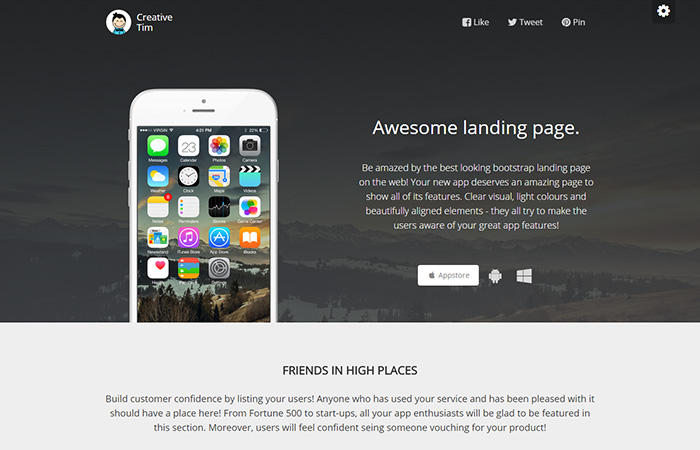 Creative
Tim
Like
Tweet
Pin
VIRGIN
4:21 PM
22%
Messages
Calendar
Photos
Camera
Monday
23
Weather
Clock
Maps
Videos
Notes
Reminders
Stocks
Game Center
Newsstand
iTunes Store
App Store
iBooks
Health
Passbook
Settings
Awesome landing page.
Be amazed by the best looking bootstrap landing page
on the web! Your new app deserves an amazing page to
show all of its features. Clear visual, light colours and
beautifully aligned elements - they all try to make the
users aware of your great app features!
Appstore
FRIENDS IN HIGH PLACES
Build customer confidence by listing your users! Anyone who has used your service and has been pleased with it
should have a place here! From Fortune 500 to start-ups, all your app enthusiasts will be glad to be featured in
this section. Moreover, users will feel confident seing someone vouching for your product!